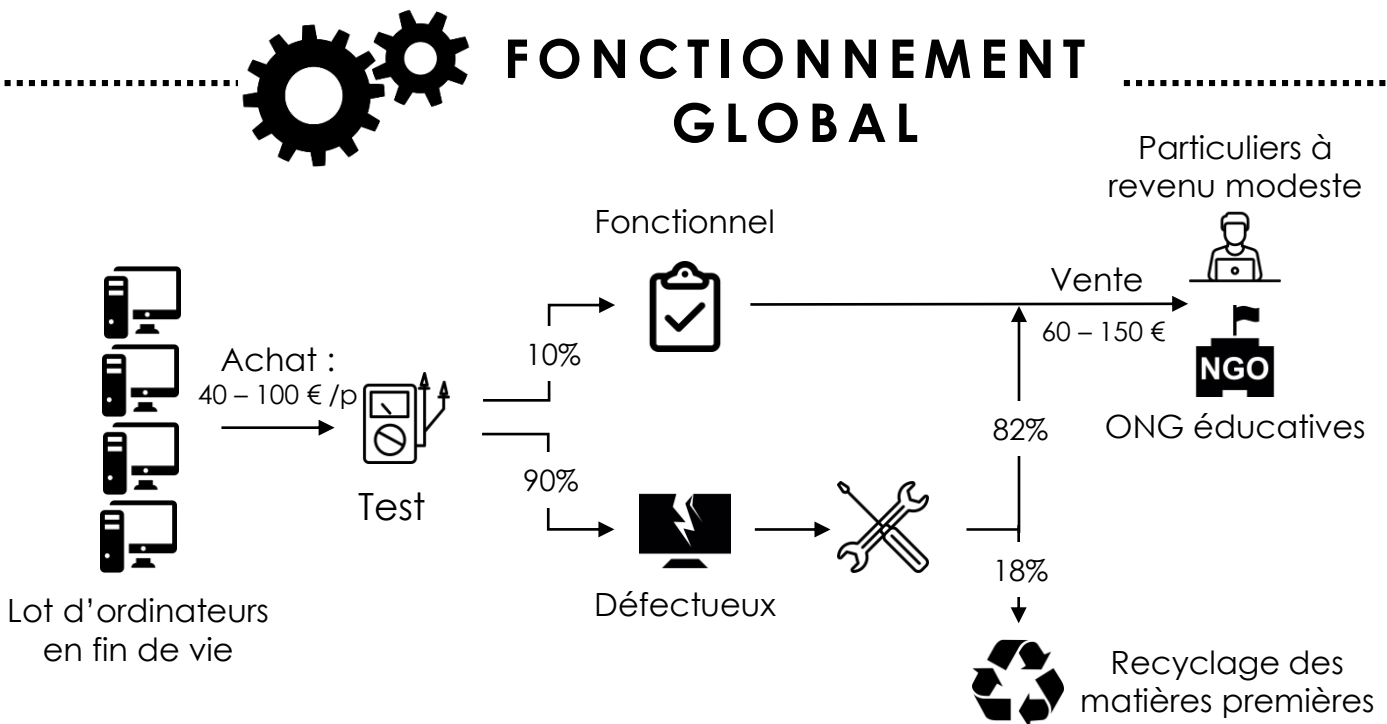 FONCTIONNEMENT
GLOBAL
Particuliers à
revenu modeste
Fonctionnel
Vente
60 – 150 €
Achat :
40 – 100 € /p
10%
NGO
82%
ONG éducatives
90%
Test
18%
Défectueux
Lot d’ordinateurs
en fin de vie
Recyclage des
matières premières